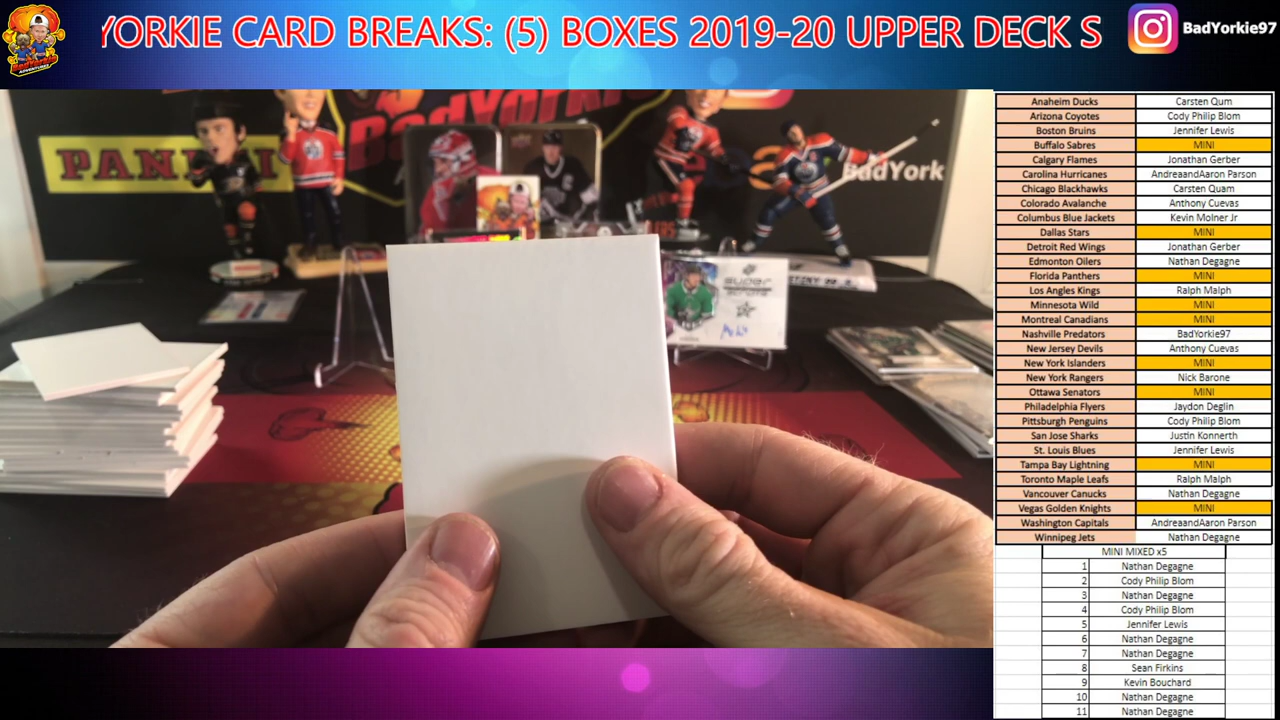 YORKIE CARD BREAKS: (5) BOXES 2019-20 UPPER DECK S
BadYorkie97
PANINI
BadYork
Anaheim Ducks Carsten Qum
Arizona Coyotes Cody Philip Blom
Boston Bruins Jennifer Lewis
Buffalo Sabres MINI
Calgary Flames Jonathan Gerber
Carolina Hurricanes AndreaandAaron Parson
Chicago Blackhawks Carsten Quam
Colorado Avalanche Anthony Cuevas
Columbus Blue Jackets Kevin Molner Jr
Dallas Stars MINI
Detroit Red Wings Jonathan Gerber
Edmonton Oilers Nathan Degagne
Florida Panthers MINI
Los Angles Kings Ralph Malph
Minnesota Wild MINI
Montreal Canadians MINI
Nashville Predators BadYorkie97
New Jersey Devils Anthony Cuevas
New York Islanders MINI
New York Rangers Nick Barone
Ottawa Senators MINI
Philadelphia Flyers Jaydon Deglin
Pittsburgh Penguins Cody Philip Blom
San Jose Sharks Justin Konnerth
St. Louis Blues Jennifer Lewis
Tampa Bay Lightning MINI
Toronto Maple Leafs Ralph Malph
Vancouver Canucks Nathan Degagne
Vegas Golden Knights MINI
Washington Capitals AndreaandAaron Parson
Winnipeg Jets Nathan Degagne
MINI MIXED x5
1 Nathan Degagne
2 Cody Philip Blom
3 Nathan Degagne
4 Cody Philip Blom
5 Jennifer Lewis
6 Nathan Degagne
7 Nathan Degagne
8 Sean Firkins
9 Kevin Bouchard
10 Nathan Degagne
11 Nathan Degagne